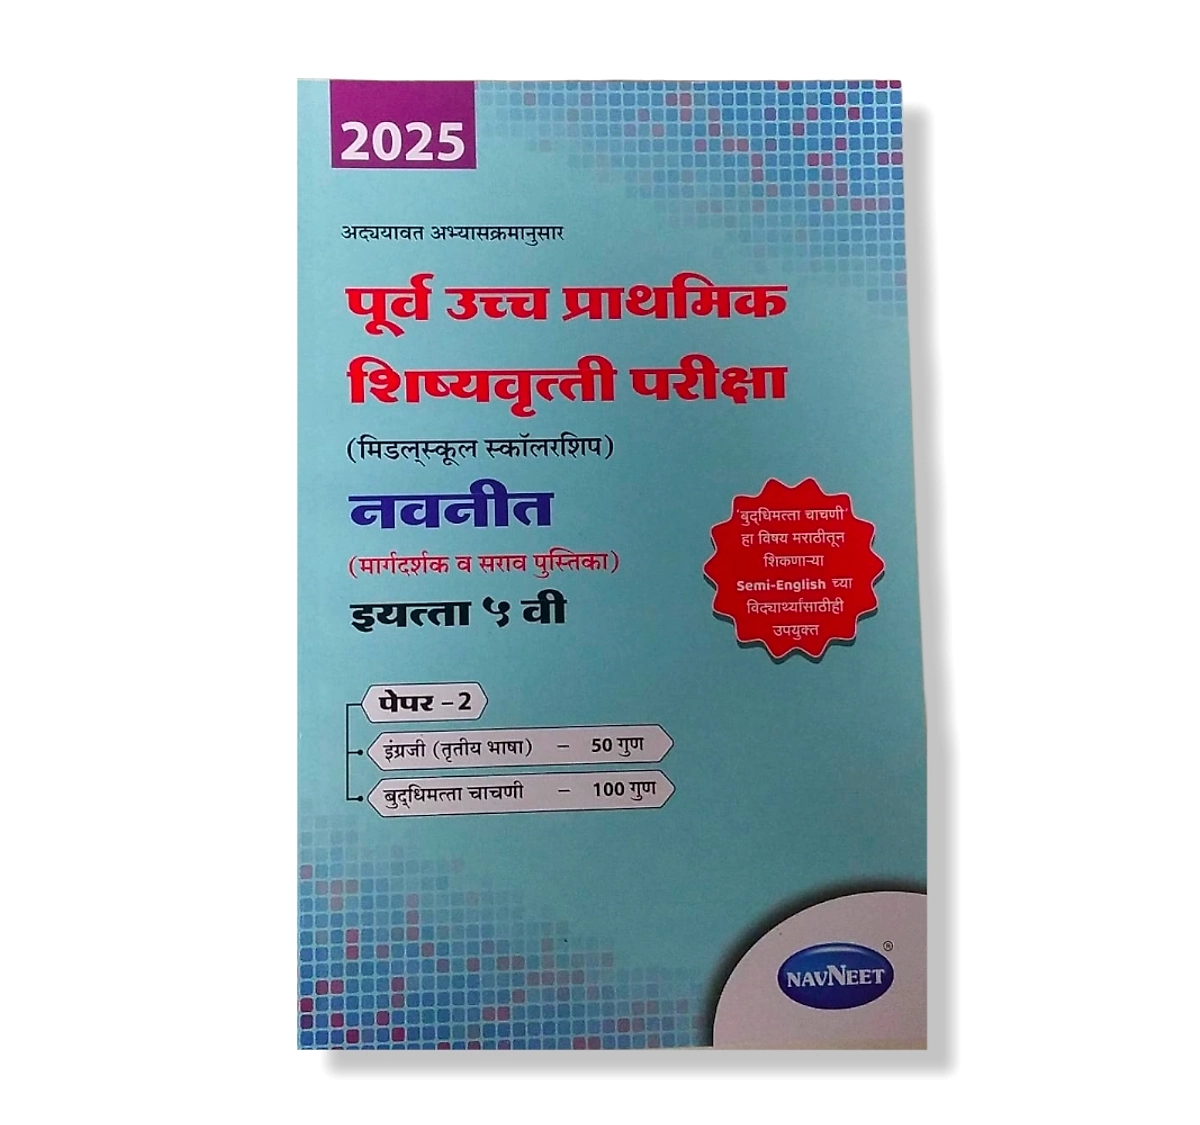 2025
अद्ययावत अभ्यासक्रमानुसार
पूर्व उच्च प्राथमिक
शिष्यवृत्ती परीक्षा
(मिडल्स्कूल स्कॉलरशिप)
नवनीत
(मार्गदर्शक व सराव पुस्तिका)
इयत्ता ५ वी
'बुद्धिमत्ता चाचणी'
हा विषय मराठीतून
शिकणाऱ्या
Semi-English च्या
विद्यार्थ्यांसाठीही
उपयुक्त
पेपर – 2
इंग्रजी (तृतीय भाषा) – 50 गुण
बुद्धिमत्ता चाचणी – 100 गुण
NAVNEET ®